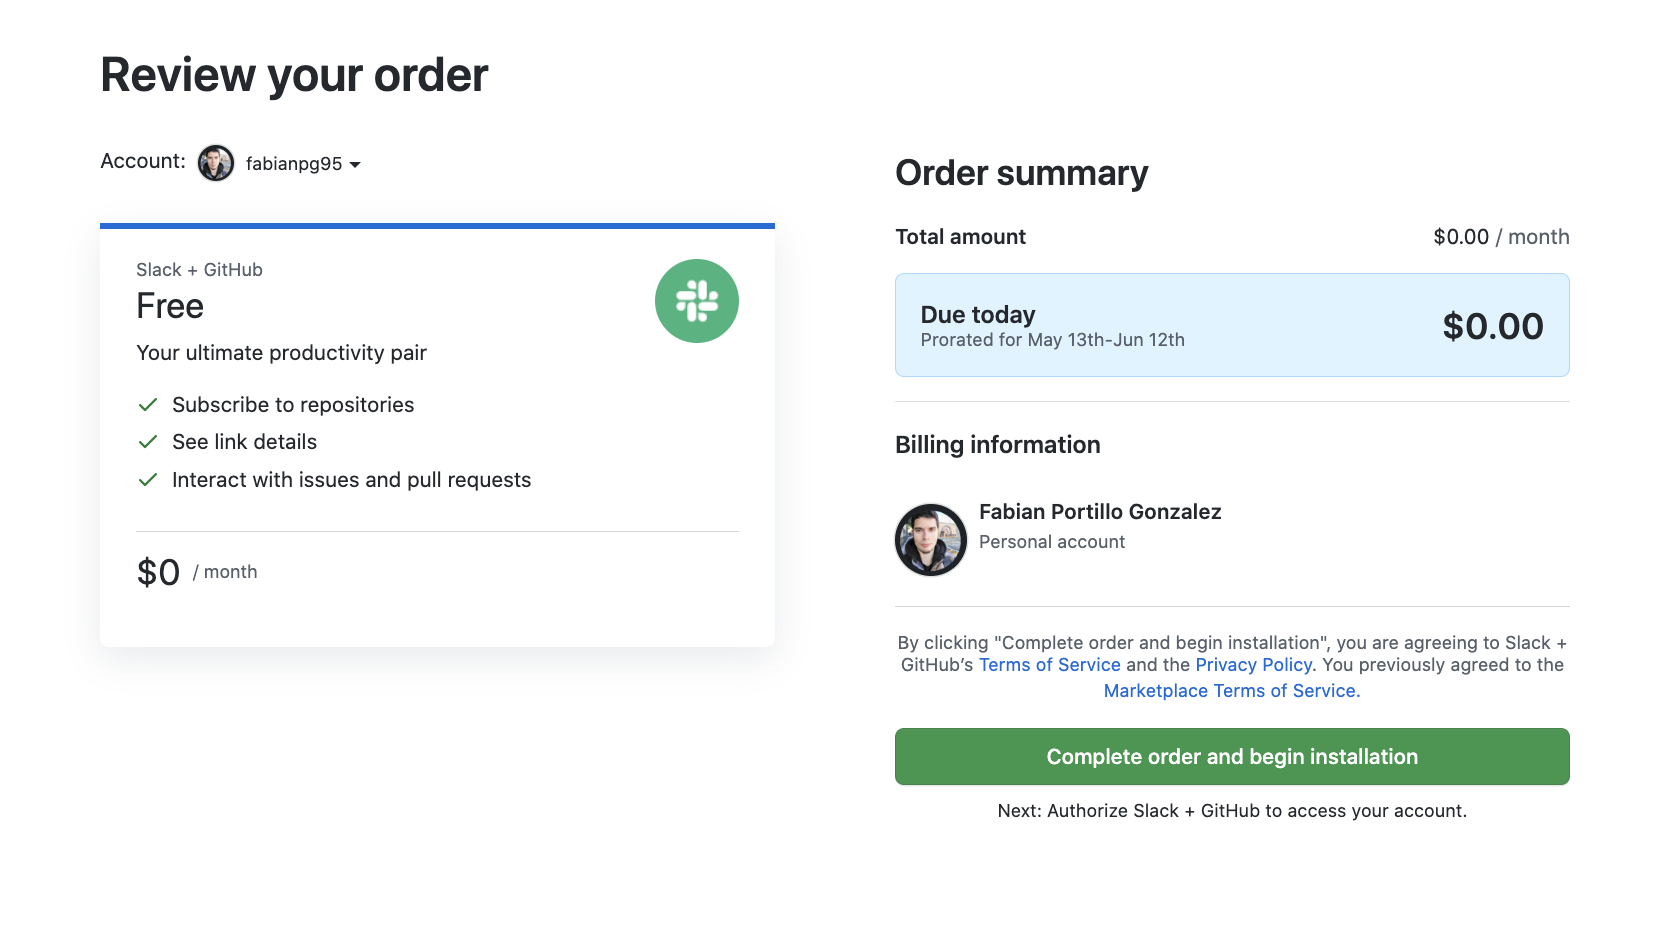 Review your order
Account: fabianpg95
Slack + GitHub
Free
Your ultimate productivity pair
Subscribe to repositories
See link details
Interact with issues and pull requests
$0 / month
Order summary
Total amount $0.00 / month
Due today
Prorated for May 13th-Jun 12th
$0.00
Billing information
Fabian Portillo Gonzalez
Personal account
By clicking "Complete order and begin installation", you are agreeing to Slack +
GitHub’s Terms of Service and the Privacy Policy. You previously agreed to the
Marketplace Terms of Service.
Complete order and begin installation
Next: Authorize Slack + GitHub to access your account.